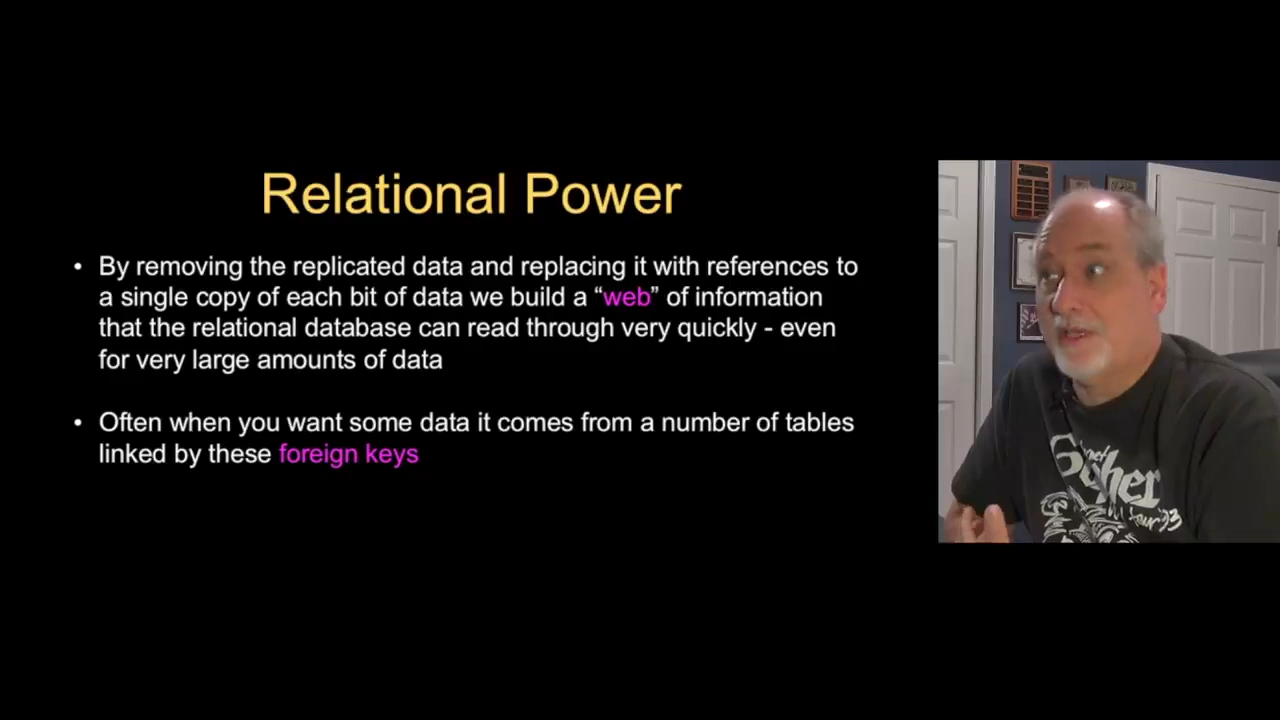 Relational Power
• By removing the replicated data and replacing it with references to
a single copy of each bit of data we build a “web” of information
that the relational database can read through very quickly - even
for very large amounts of data
• Often when you want some data it comes from a number of tables
linked by these foreign keys
Gopher
tour '93